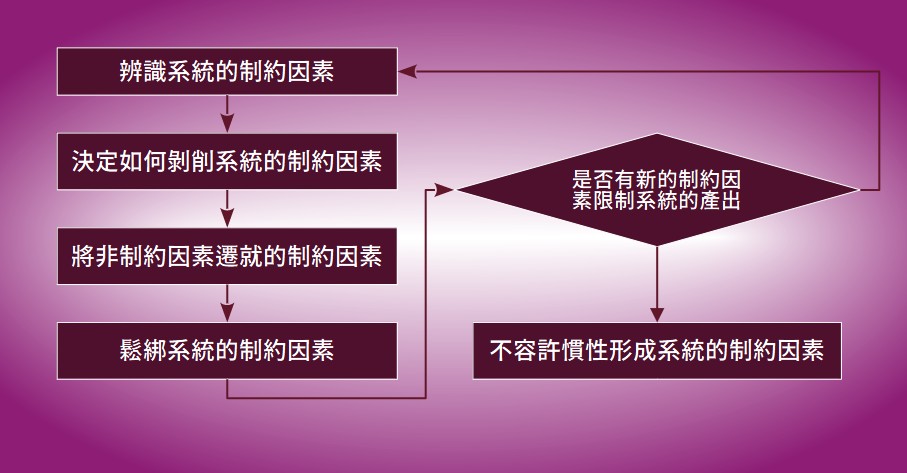 辨識系統的制約因素
決定如何剝削系統的制約因素
將非制約因素遷就的制約因素
鬆綁系統的制約因素
是否有新的制約因
素限制系統的產出
不容許慣性形成系統的制約因素